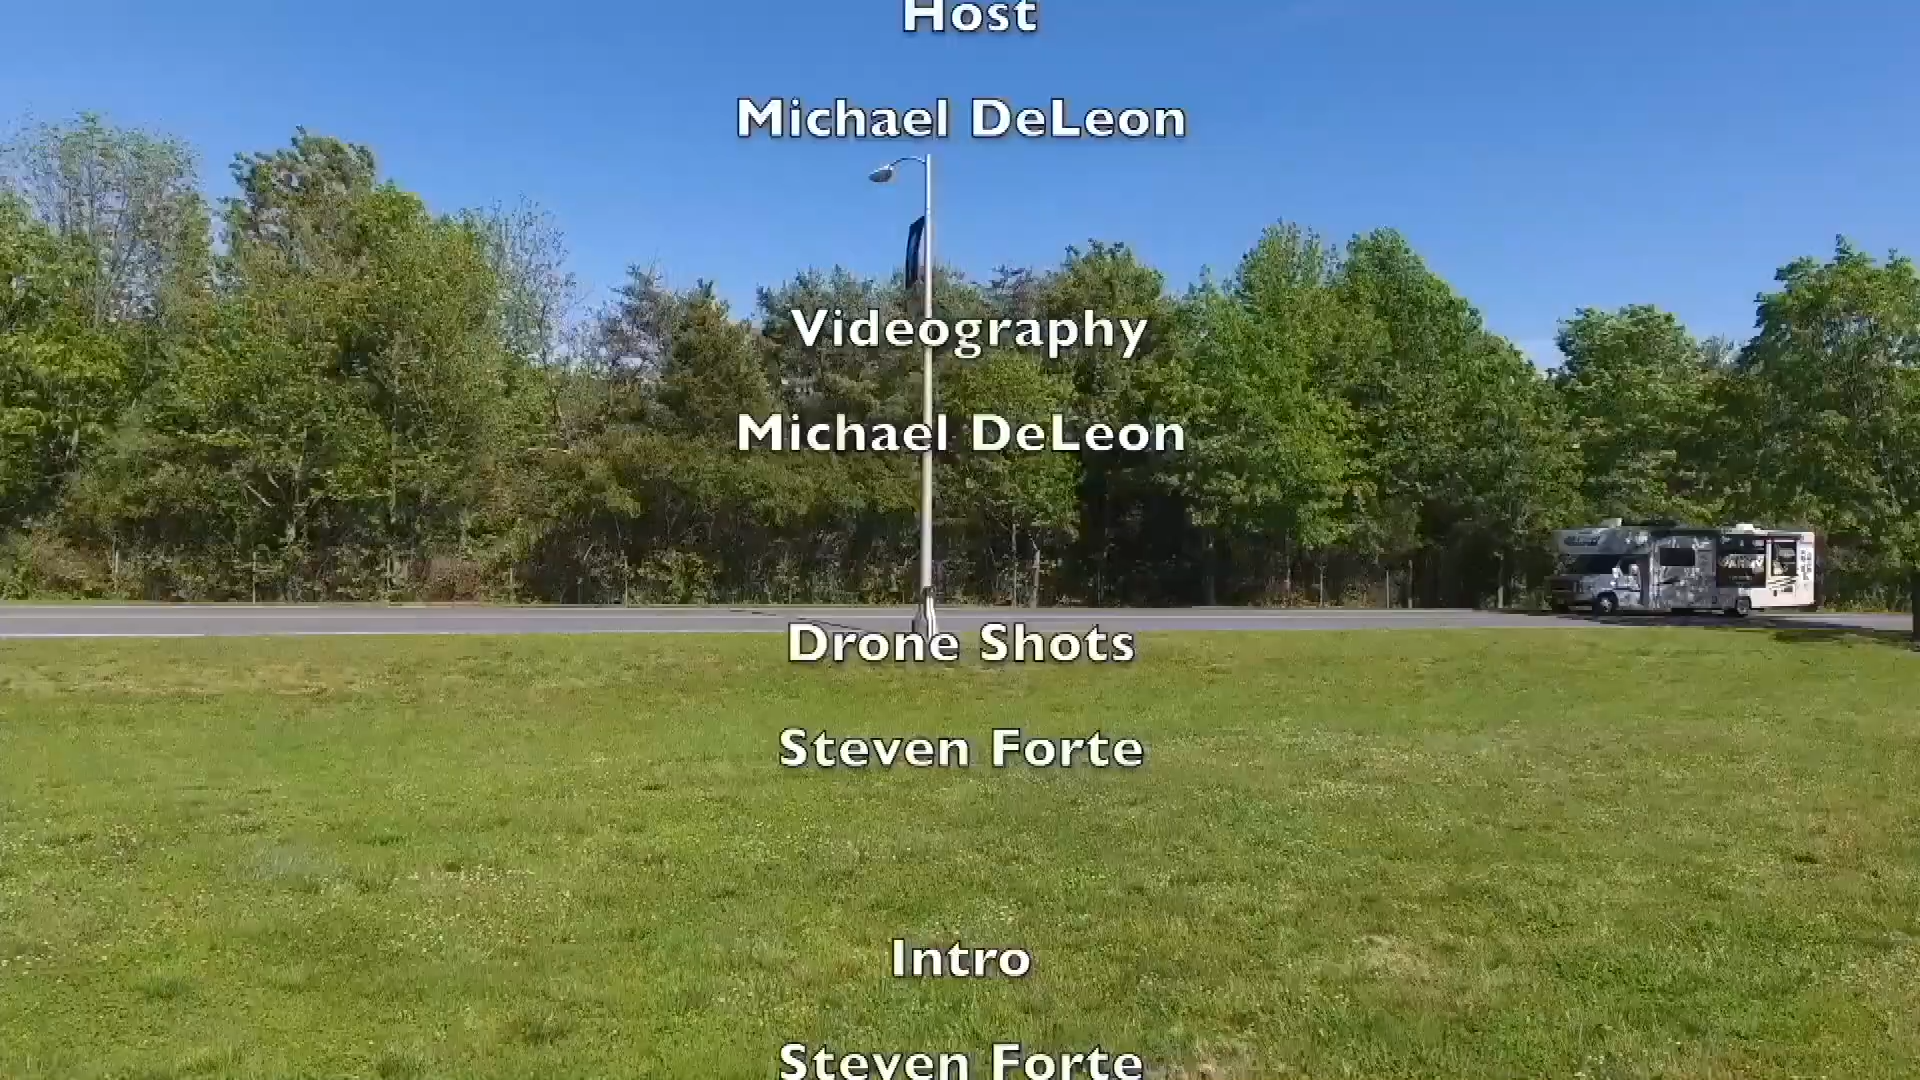 Host
Michael DeLeon
Videography
Michael DeLeon
Drone Shots
Steven Forte
Intro
Steven Forte